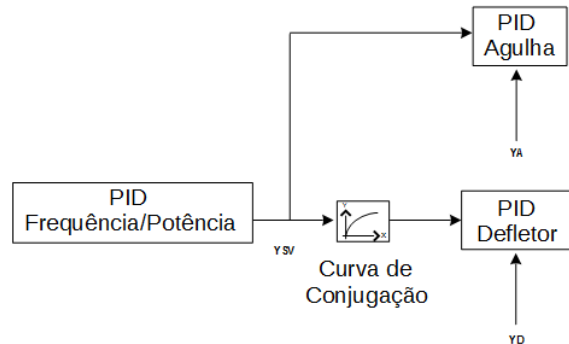 PID
Agulha
YA
PID
Frequência/Potência
YSV
Y
X
Curva de
Conjugação
PID
Defletor
YD